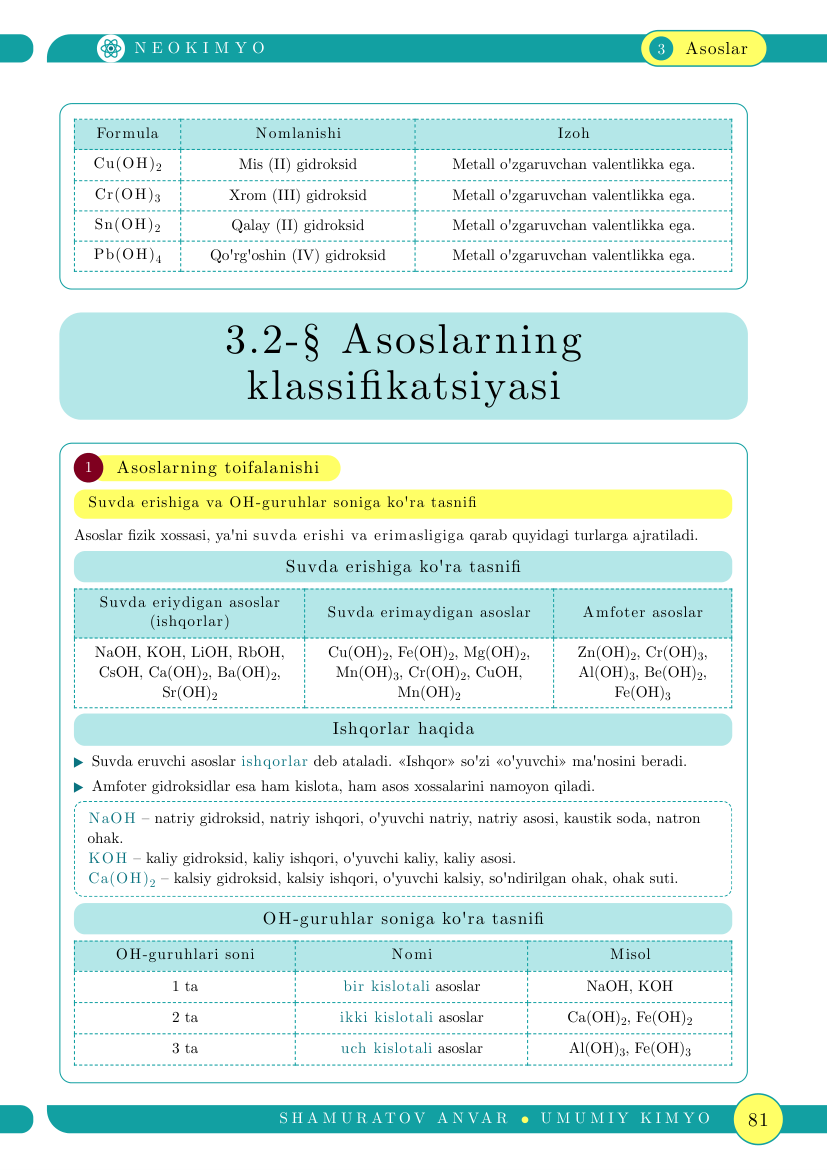 NEOKIMYO
3 Asoslar
Formula Nomlanishi Izoh
Cu(OH)₂ Mis (II) gidroksid Metall o'zgaruvchan valentlikka ega.
Cr(OH)₃ Xrom (III) gidroksid Metall o'zgaruvchan valentlikka ega.
Sn(OH)₂ Qalay (II) gidroksid Metall o'zgaruvchan valentlikka ega.
Pb(OH)₄ Qo'rg'oshin (IV) gidroksid Metall o'zgaruvchan valentlikka ega.
3.2-§ Asoslarning
klassifikatsiyasi
1 Asoslarning toifalanishi
Suvda erishiga va OH-guruhlar soniga ko'ra tasnifi
Asoslar fizik xossasi, ya'ni suvda erishi va erimasligiga qarab quyidagi turlarga ajratiladi.
Suvda erishiga ko'ra tasnifi
Suvda eriydigan asoslar
(ishqorlar)
Suvda erimaydigan asoslar
Amfoter asoslar
NaOH, KOH, LiOH, RbOH,
CsOH, Ca(OH)₂, Ba(OH)₂,
Sr(OH)₂
Cu(OH)₂, Fe(OH)₂, Mg(OH)₂,
Mn(OH)₃, Cr(OH)₂, CuOH,
Mn(OH)₂
Zn(OH)₂, Cr(OH)₃,
Al(OH)₃, Be(OH)₂,
Fe(OH)₃
Ishqorlar haqida
▶ Suvda eruvchi asoslar ishqorlar deb ataladi. «Ishqor» so'zi «o'yuvchi» ma'nosini beradi.
▶ Amfoter gidroksidlar esa ham kislota, ham asos xossalarini namoyon qiladi.
NaOH – natriy gidroksid, natriy ishqori, o'yuvchi natriy, natriy asosi, kaustik soda, natron
ohak.
KOH – kaliy gidroksid, kaliy ishqori, o'yuvchi kaliy, kaliy asosi.
Ca(OH)₂ – kalsiy gidroksid, kalsiy ishqori, o'yuvchi kalsiy, so'ndirilgan ohak, ohak suti.
OH-guruhlar soniga ko'ra tasnifi
OH-guruhlari soni Nomi Misol
1 ta bir kislotali asoslar NaOH, KOH
2 ta ikki kislotali asoslar Ca(OH)₂, Fe(OH)₂
3 ta uch kislotali asoslar Al(OH)₃, Fe(OH)₃
SHAMURATOV ANVAR • UMUMIY KIMYO 81